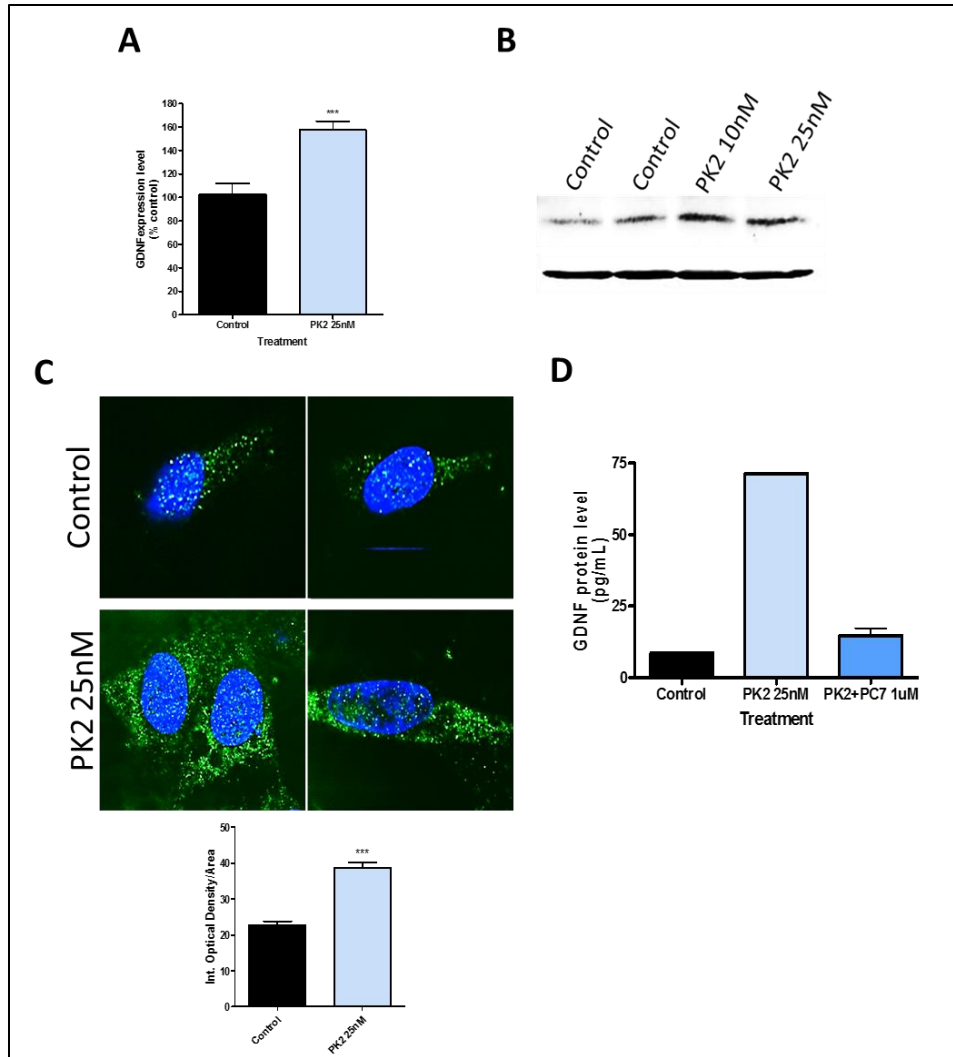 A
GDNFexpression level
(% control)
180
160
140
120
100
80
60
40
20
0
***
Control
PK2 25nM
Treatment
B
Control
Control
PK2 10nM
PK2 25nM
C
Control
PK2 25nM
Int. Optical Density/Area
50
40
30
20
10
0
***
Control
PK2 25nM
D
GDNF protein level
(pg/mL)
75
50
25
0
Control
PK2 25nM
PK2+PC7 1uM
Treatment